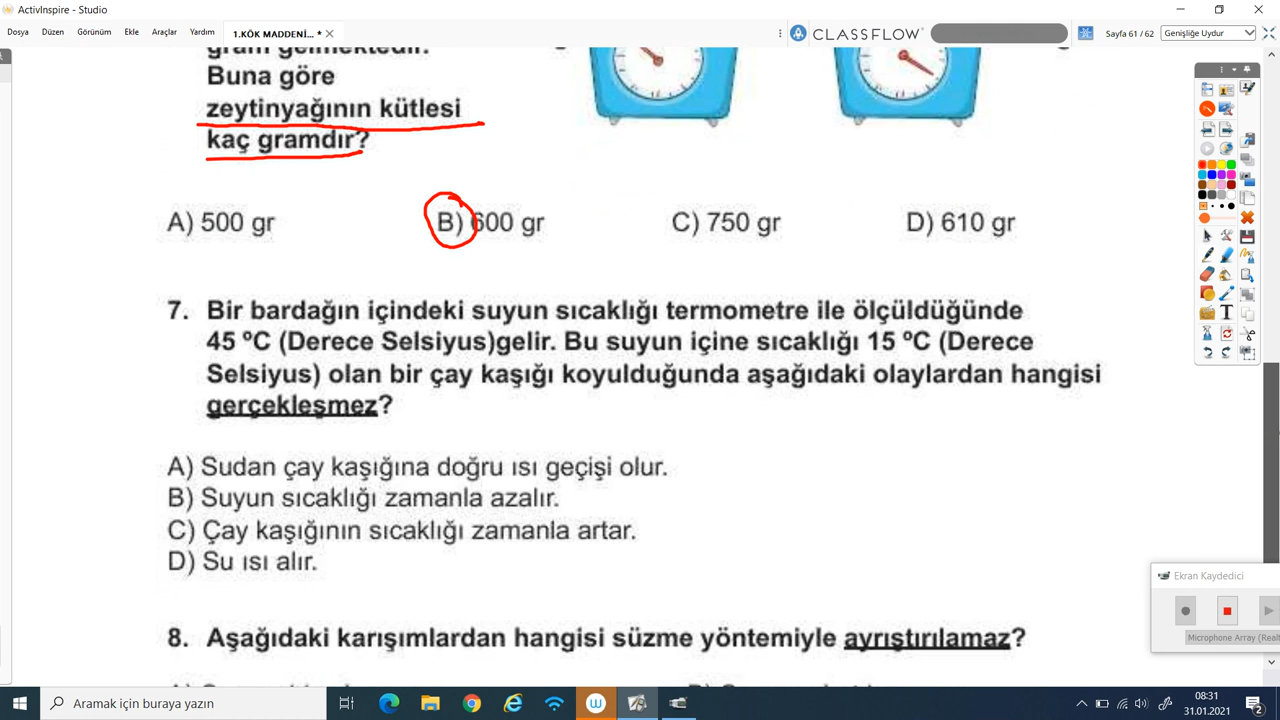 ActivInspire - Studio
Dosya Düzen Görünüm Ekle Araçlar Yardım
1.KÖK MADDENİ... *
CLASSFLOW
Sayfa 61 / 62
Genişliğe Uydur
gram gelmektedir.
Buna göre
zeytinyağının kütlesi
kaç gramdır?
A) 500 gr B) 600 gr C) 750 gr D) 610 gr
7. Bir bardağın içindeki suyun sıcaklığı termometre ile ölçüldüğünde
45 ºC (Derece Selsiyus)gelir. Bu suyun içine sıcaklığı 15 ºC (Derece
Selsiyus) olan bir çay kaşığı koyulduğunda aşağıdaki olaylardan hangisi
gerçekleşmez?
A) Sudan çay kaşığına doğru ısı geçişi olur.
B) Suyun sıcaklığı zamanla azalır.
C) Çay kaşığının sıcaklığı zamanla artar.
D) Su ısı alır.
8. Aşağıdaki karışımlardan hangisi süzme yöntemiyle ayrıştırılamaz?
Ekran Kaydedici
Microphone Array (Realt
Aramak için buraya yazın
08:31
31.01.2021
2